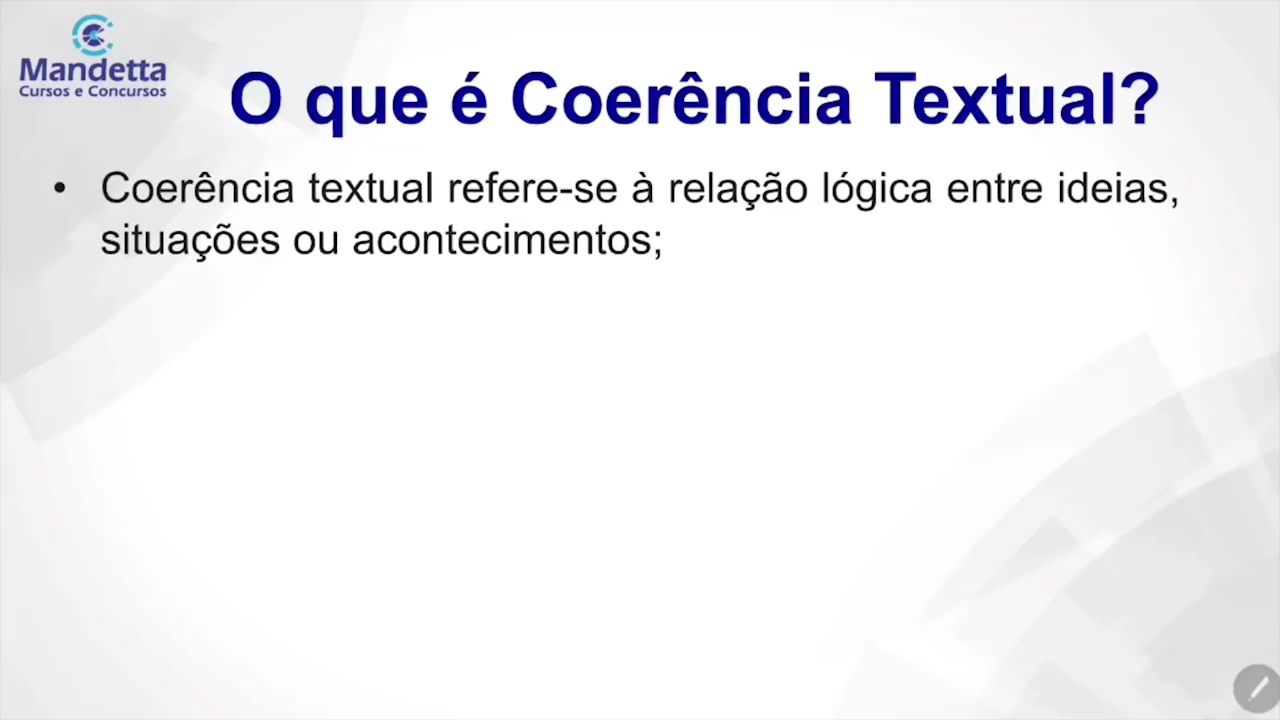 Mandetta
Cursos e Concursos
O que é Coerência Textual?
• Coerência textual refere-se à relação lógica entre ideias,
situações ou acontecimentos;